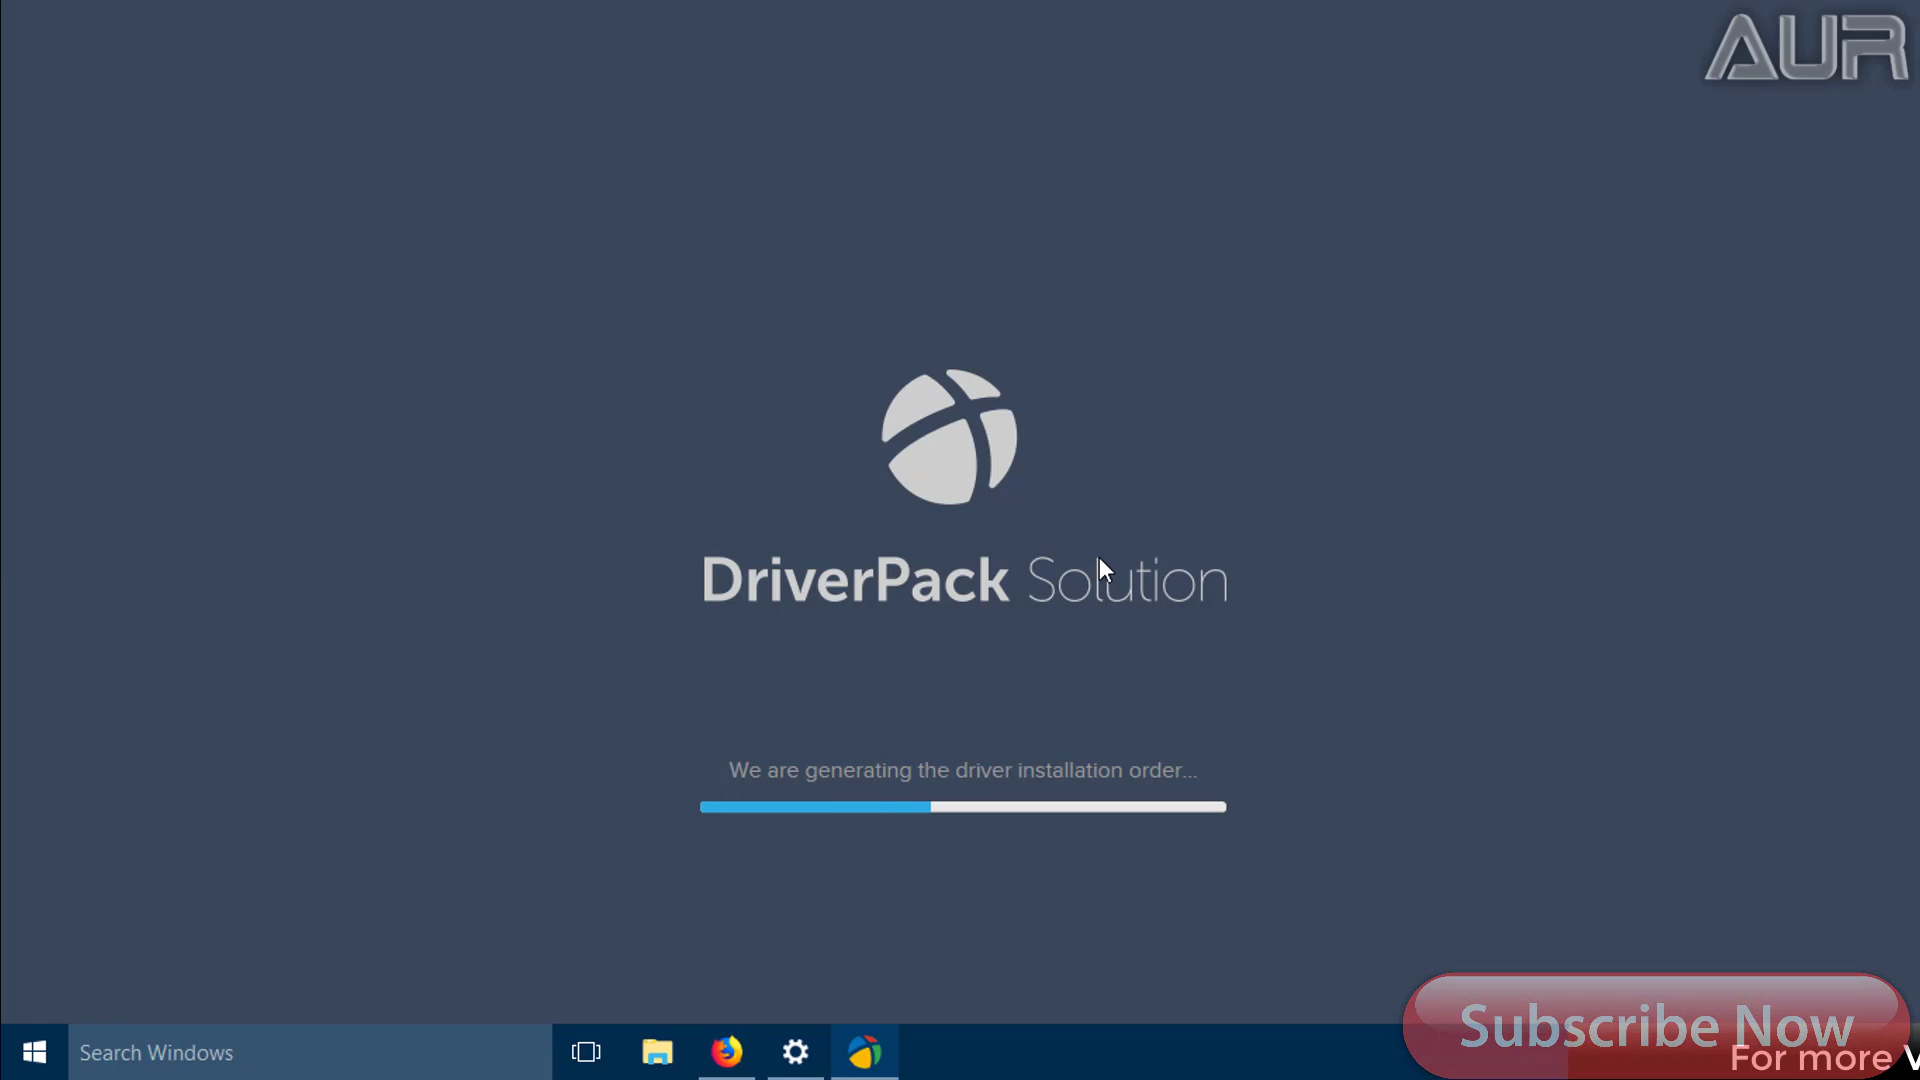 AUR
DriverPack Solution
We are generating the driver installation order...
Search Windows
Subscribe Now
For more